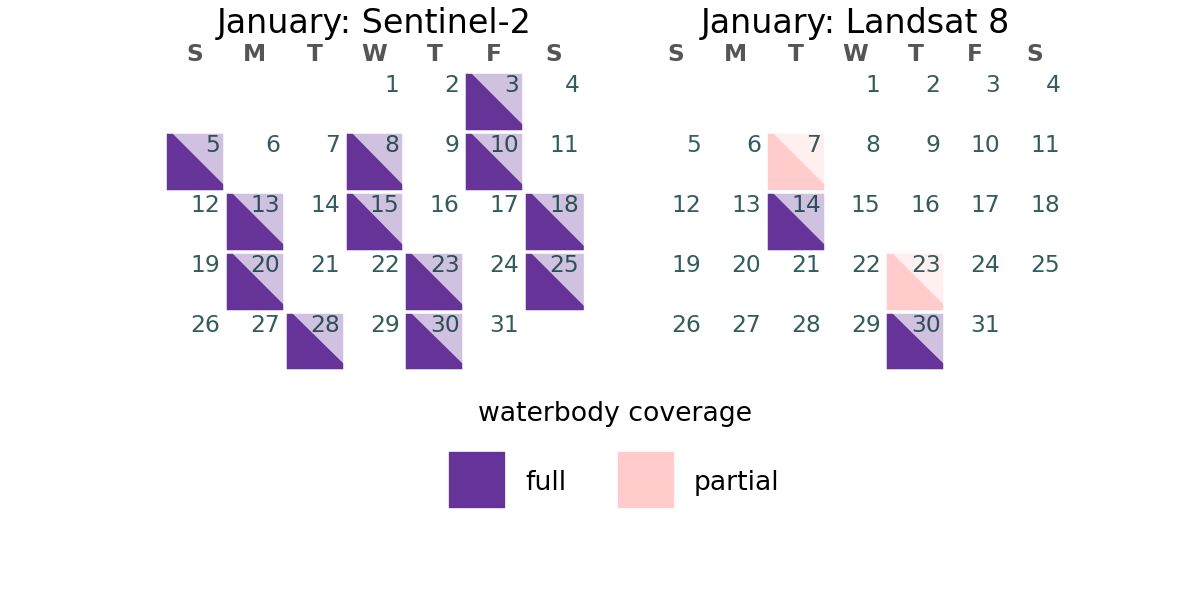 January: Sentinel-2
S M T W T F S
1 2 3 4
5 6 7 8 9 10 11
12 13 14 15 16 17 18
19 20 21 22 23 24 25
26 27 28 29 30 31
January: Landsat 8
S M T W T F S
1 2 3 4
5 6 7 8 9 10 11
12 13 14 15 16 17 18
19 20 21 22 23 24 25
26 27 28 29 30 31
waterbody coverage
full partial